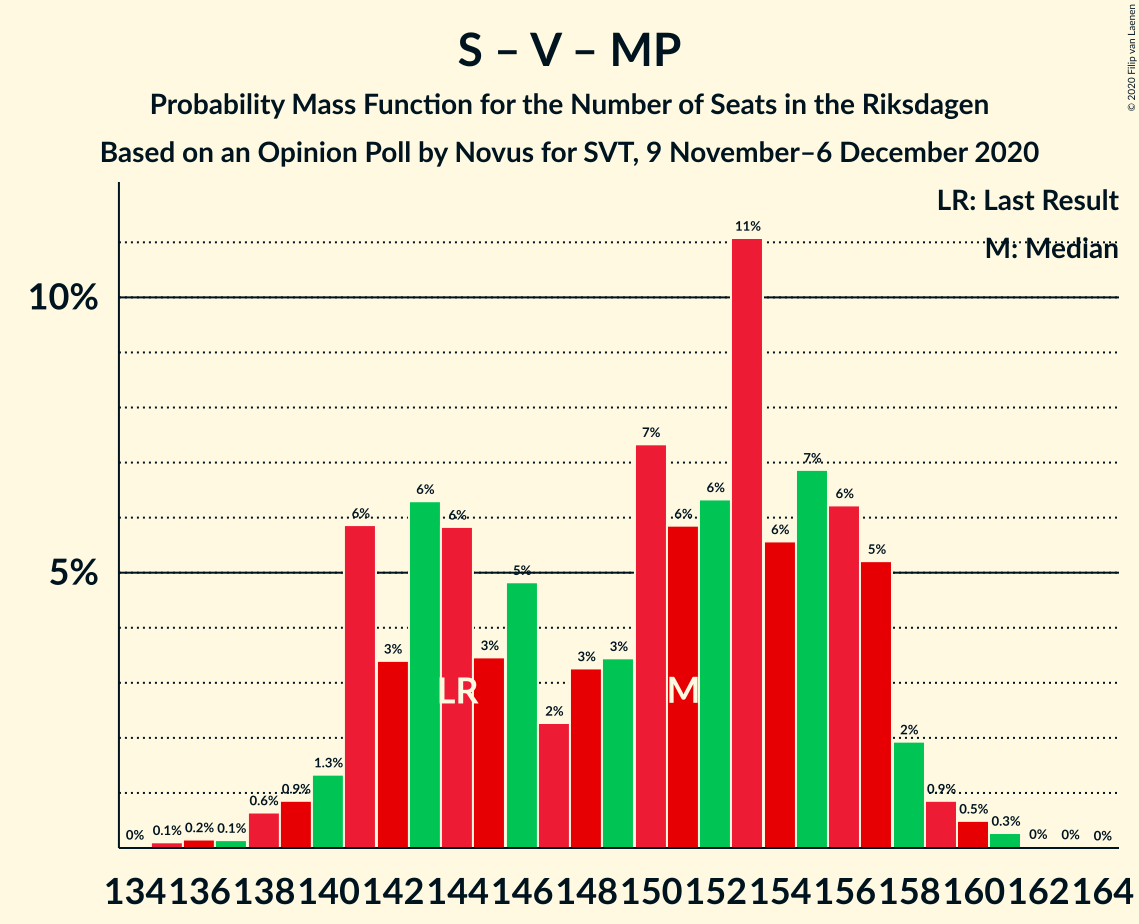 S – V – MP
Probability Mass Function for the Number of Seats in the Riksdagen
Based on an Opinion Poll by Novus for SVT, 9 November–6 December 2020
© 2020 Filip van Laenen
LR: Last Result
M: Median
10%
5%
0% 0.1% 0.2% 0.1% 0.6% 0.9% 1.3% 6% 3% 6% 6% 3% 5% 2% 3% 3% 7% 6% 6% 11% 6% 7% 6% 5% 2% 0.9% 0.5% 0.3% 0% 0% 0%
LR M
134 136 138 140 142 144 146 148 150 152 154 156 158 160 162 164